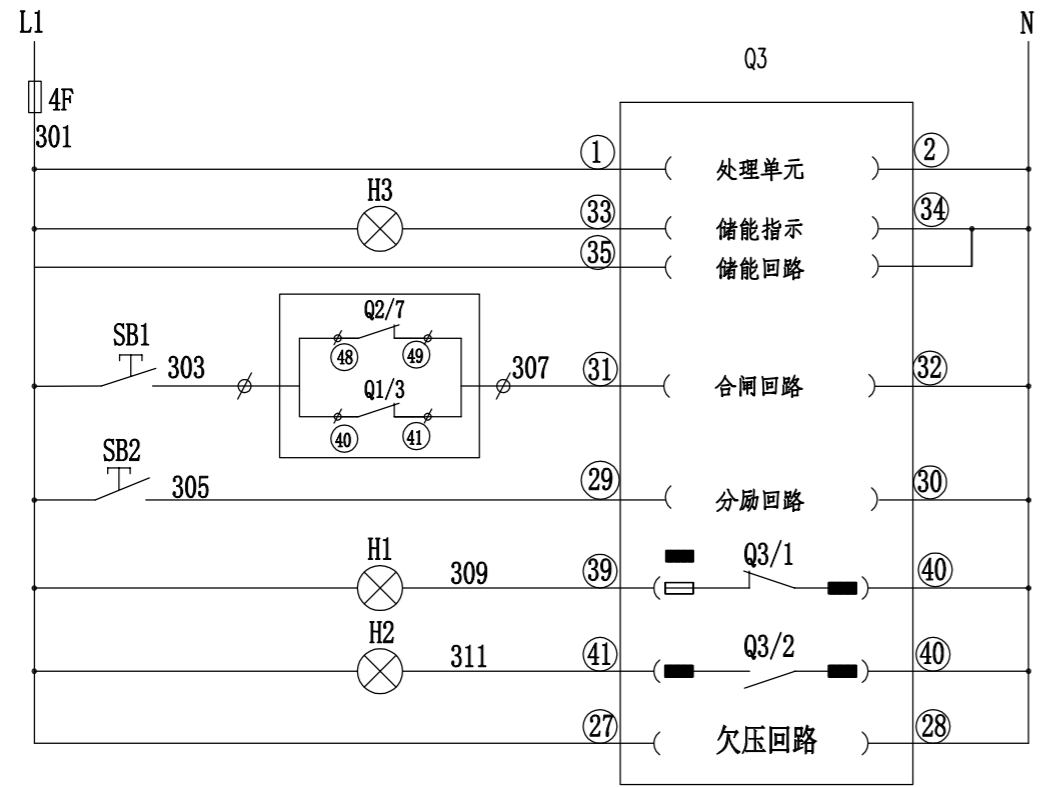 L1 N
Q3
4F
301
1 处理单元 2
H3 33 储能指示 34
35 储能回路
Q2/7
48 49
SB1 303 307 31 合闸回路 32
Q1/3
40 41
SB2 305 29 分励回路 30
H1 309 39 Q3/1 40
H2 311 41 Q3/2 40
27 欠压回路 28